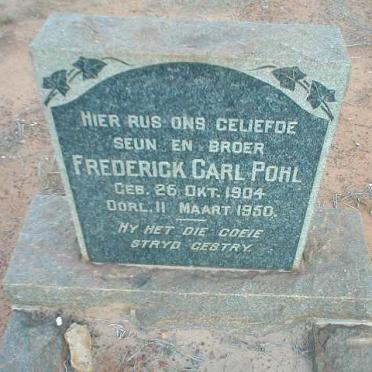 HIER RUS ONS GELIEFDE
SEUN EN BROER
FREDERICK CARL POHL
GEB. 26 OKT. 1904
OORL. 11 MAART 1950.
HY HET DIE GOEIE
STRYD GESTRY.